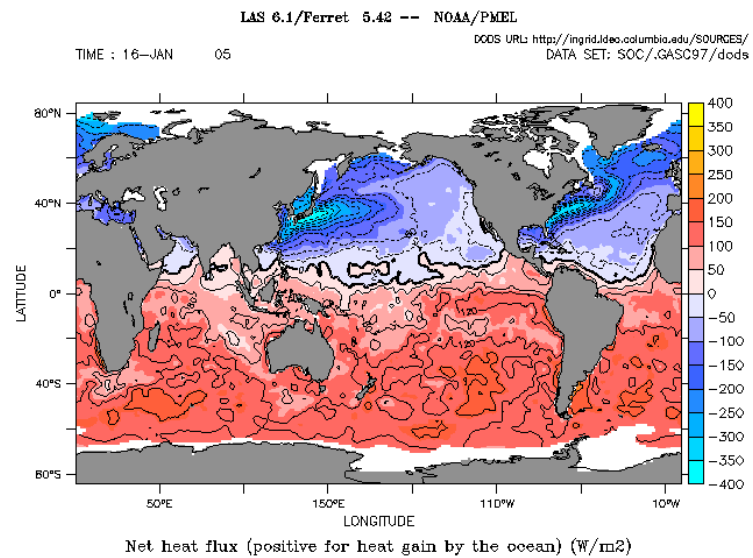 LAS 6.1/Ferret 5.42 -- NOAA/PMEL
DODS URL: http://ingrid.ldeo.columbia.edu/SOURCES/
TIME : 16-JAN 05
DATA SET: SOC/.GASC97/dods
80°N
40°N
0°
40°S
80°S
LATITUDE
50°E
150°E
110°W
10°W
LONGITUDE
400
350
300
250
200
150
100
50
0
-50
-100
-150
-200
-250
-300
-350
-400
120
120
Net heat flux (positive for heat gain by the ocean) (W/m2)